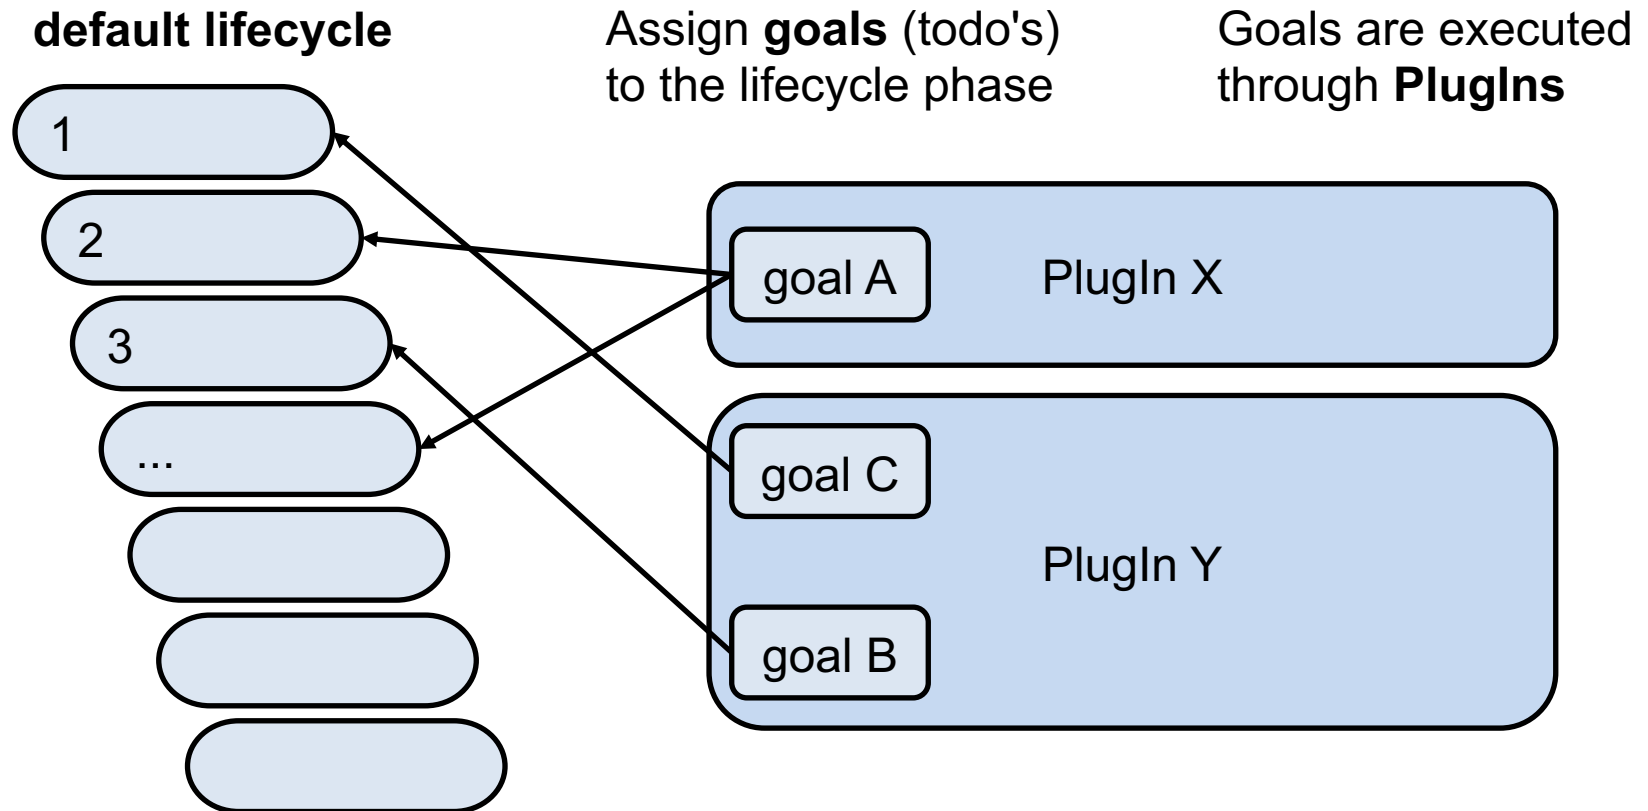 default lifecycle
Assign goals (todo's)
to the lifecycle phase
Goals are executed
through PlugIns
1
2
3
...
goal A
PlugIn X
goal C
PlugIn Y
goal B